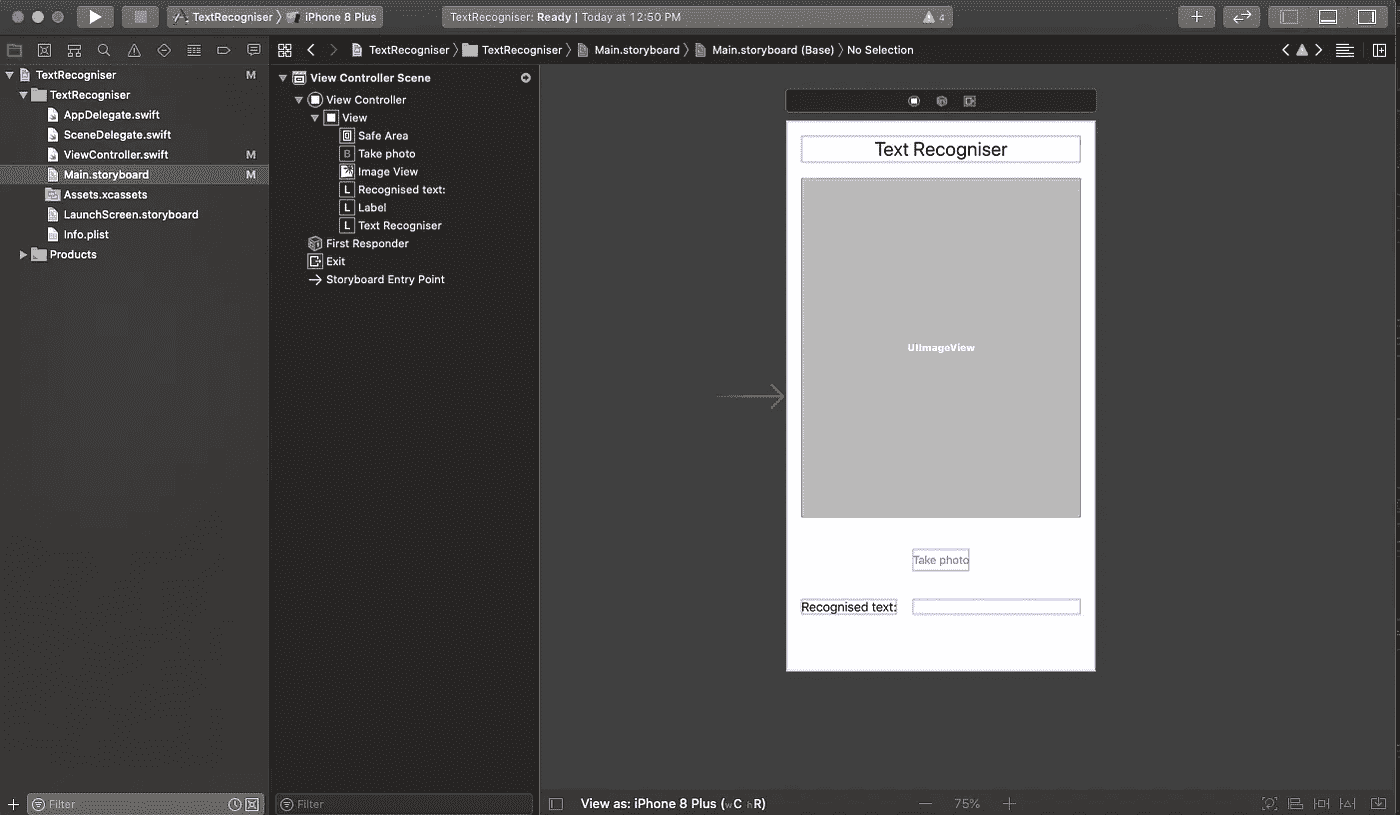 TextRecogniser iPhone 8 Plus
TextRecogniser: Ready | Today at 12:50 PM 4
TextRecogniser TextRecogniser Main.storyboard Main.storyboard (Base) No Selection
TextRecogniser M
TextRecogniser
AppDelegate.swift
SceneDelegate.swift
ViewController.swift M
Main.storyboard M
Assets.xcassets
LaunchScreen.storyboard
Info.plist
Products
Filter
View Controller Scene
View Controller
View
Safe Area
B Take photo
Image View
L Recognised text:
L Label
L Text Recogniser
First Responder
Exit
Storyboard Entry Point
Filter
Text Recogniser
UIImageView
Take photo
Recognised text:
View as: iPhone 8 Plus (wC hR)
75%